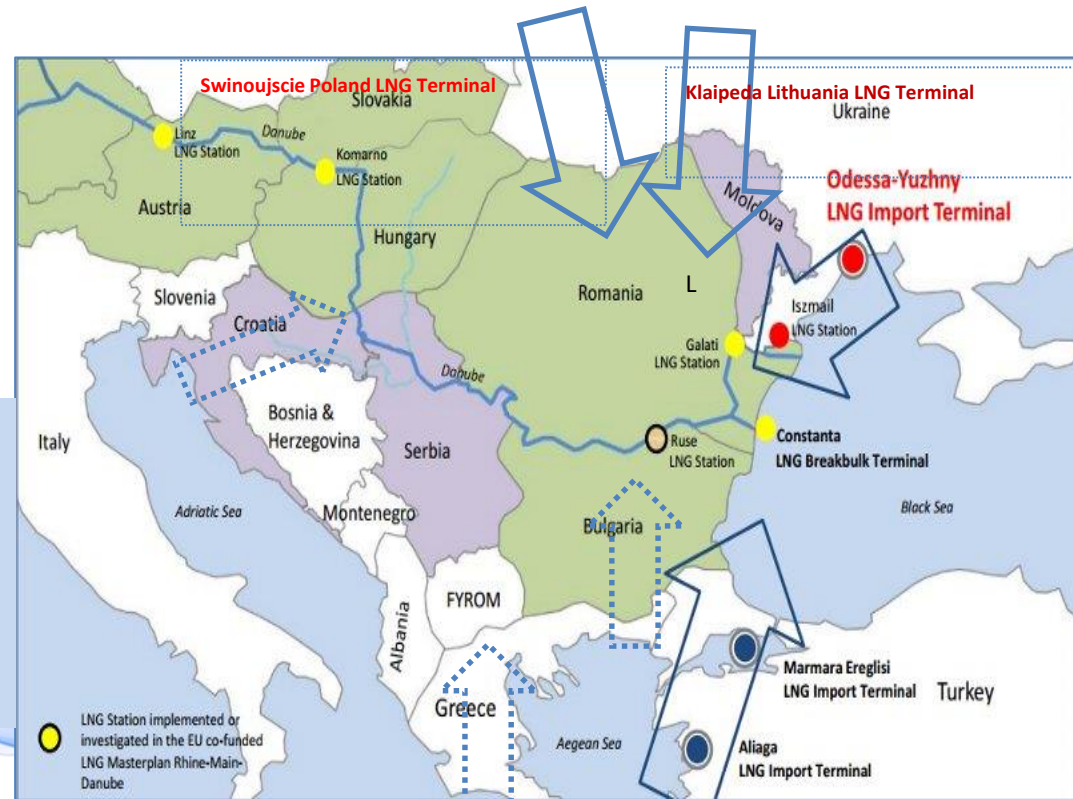 Swinoujscie Poland LNG Terminal
Slovakia
Klaipeda Lithuania LNG Terminal
Ukraine
Linz
LNG Station
Danube
Komarno
LNG Station
Austria
Hungary
Moldova
Odessa-Yuzhny
LNG Import Terminal
Slovenia
Croatia
Romania
L
Iszmail
LNG Station
Galati
LNG Station
Danube
Bosnia &
Herzegovina
Italy
Serbia
Ruse
LNG Station
Constanta
LNG Breakbulk Terminal
Adriatic Sea
Montenegro
Bulgaria
Black Sea
Albania
FYROM
Greece
Aegean Sea
Marmara Ereglisi
LNG Import Terminal
Turkey
Aliaga
LNG Import Terminal
LNG Station implemented or
investigated in the EU co-funded
LNG Masterplan Rhine-Main-
Danube